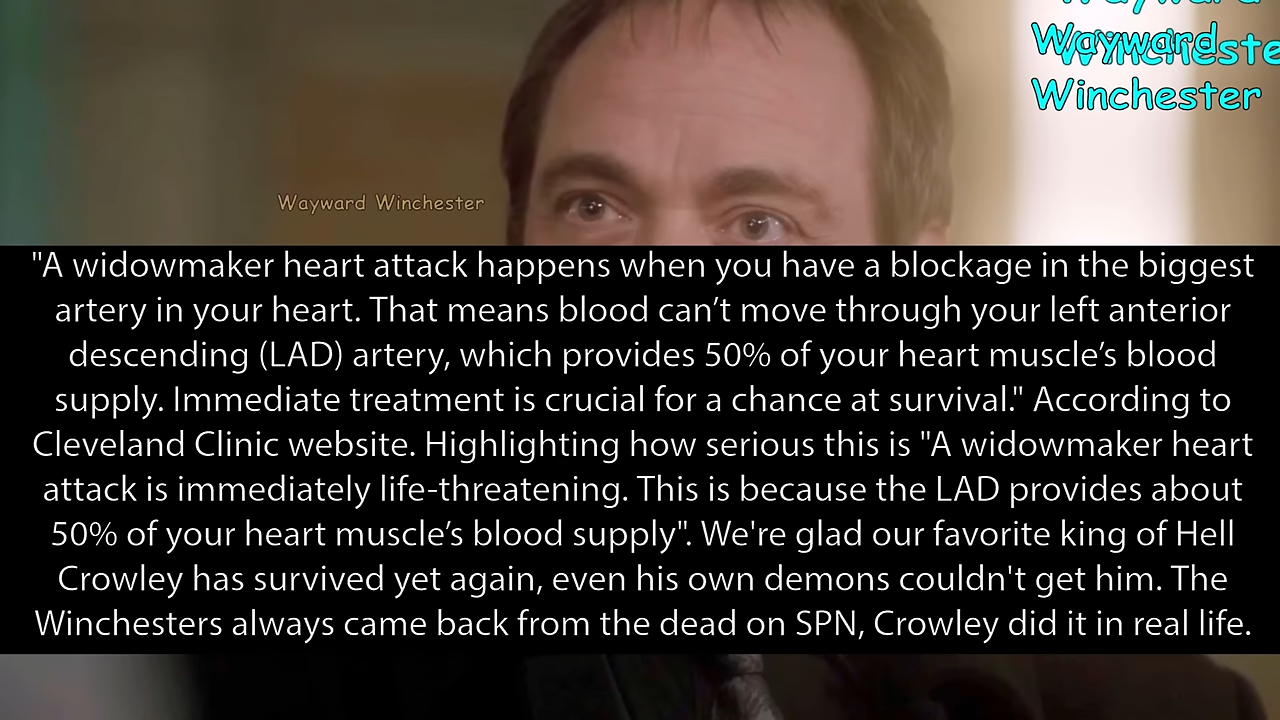 Wayward
Wayward
Winchester
Winchester
Wayward Winchester
"A widowmaker heart attack happens when you have a blockage in the biggest
artery in your heart. That means blood can’t move through your left anterior
descending (LAD) artery, which provides 50% of your heart muscle’s blood
supply. Immediate treatment is crucial for a chance at survival." According to
Cleveland Clinic website. Highlighting how serious this is "A widowmaker heart
attack is immediately life-threatening. This is because the LAD provides about
50% of your heart muscle’s blood supply". We're glad our favorite king of Hell
Crowley has survived yet again, even his own demons couldn't get him. The
Winchesters always came back from the dead on SPN, Crowley did it in real life.